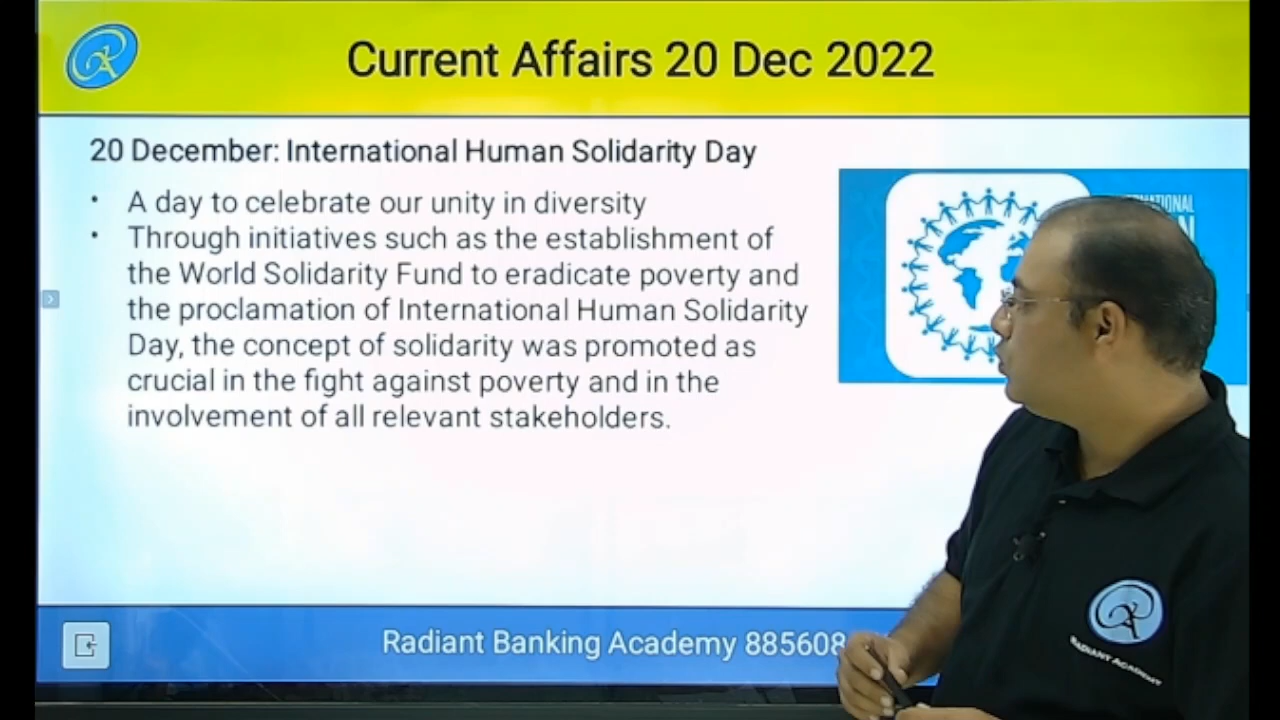 Current Affairs 20 Dec 2022
20 December: International Human Solidarity Day
• A day to celebrate our unity in diversity
• Through initiatives such as the establishment of
the World Solidarity Fund to eradicate poverty and
the proclamation of International Human Solidarity
Day, the concept of solidarity was promoted as
crucial in the fight against poverty and in the
involvement of all relevant stakeholders.
Radiant Banking Academy 885608
RADIANT ACADEMY